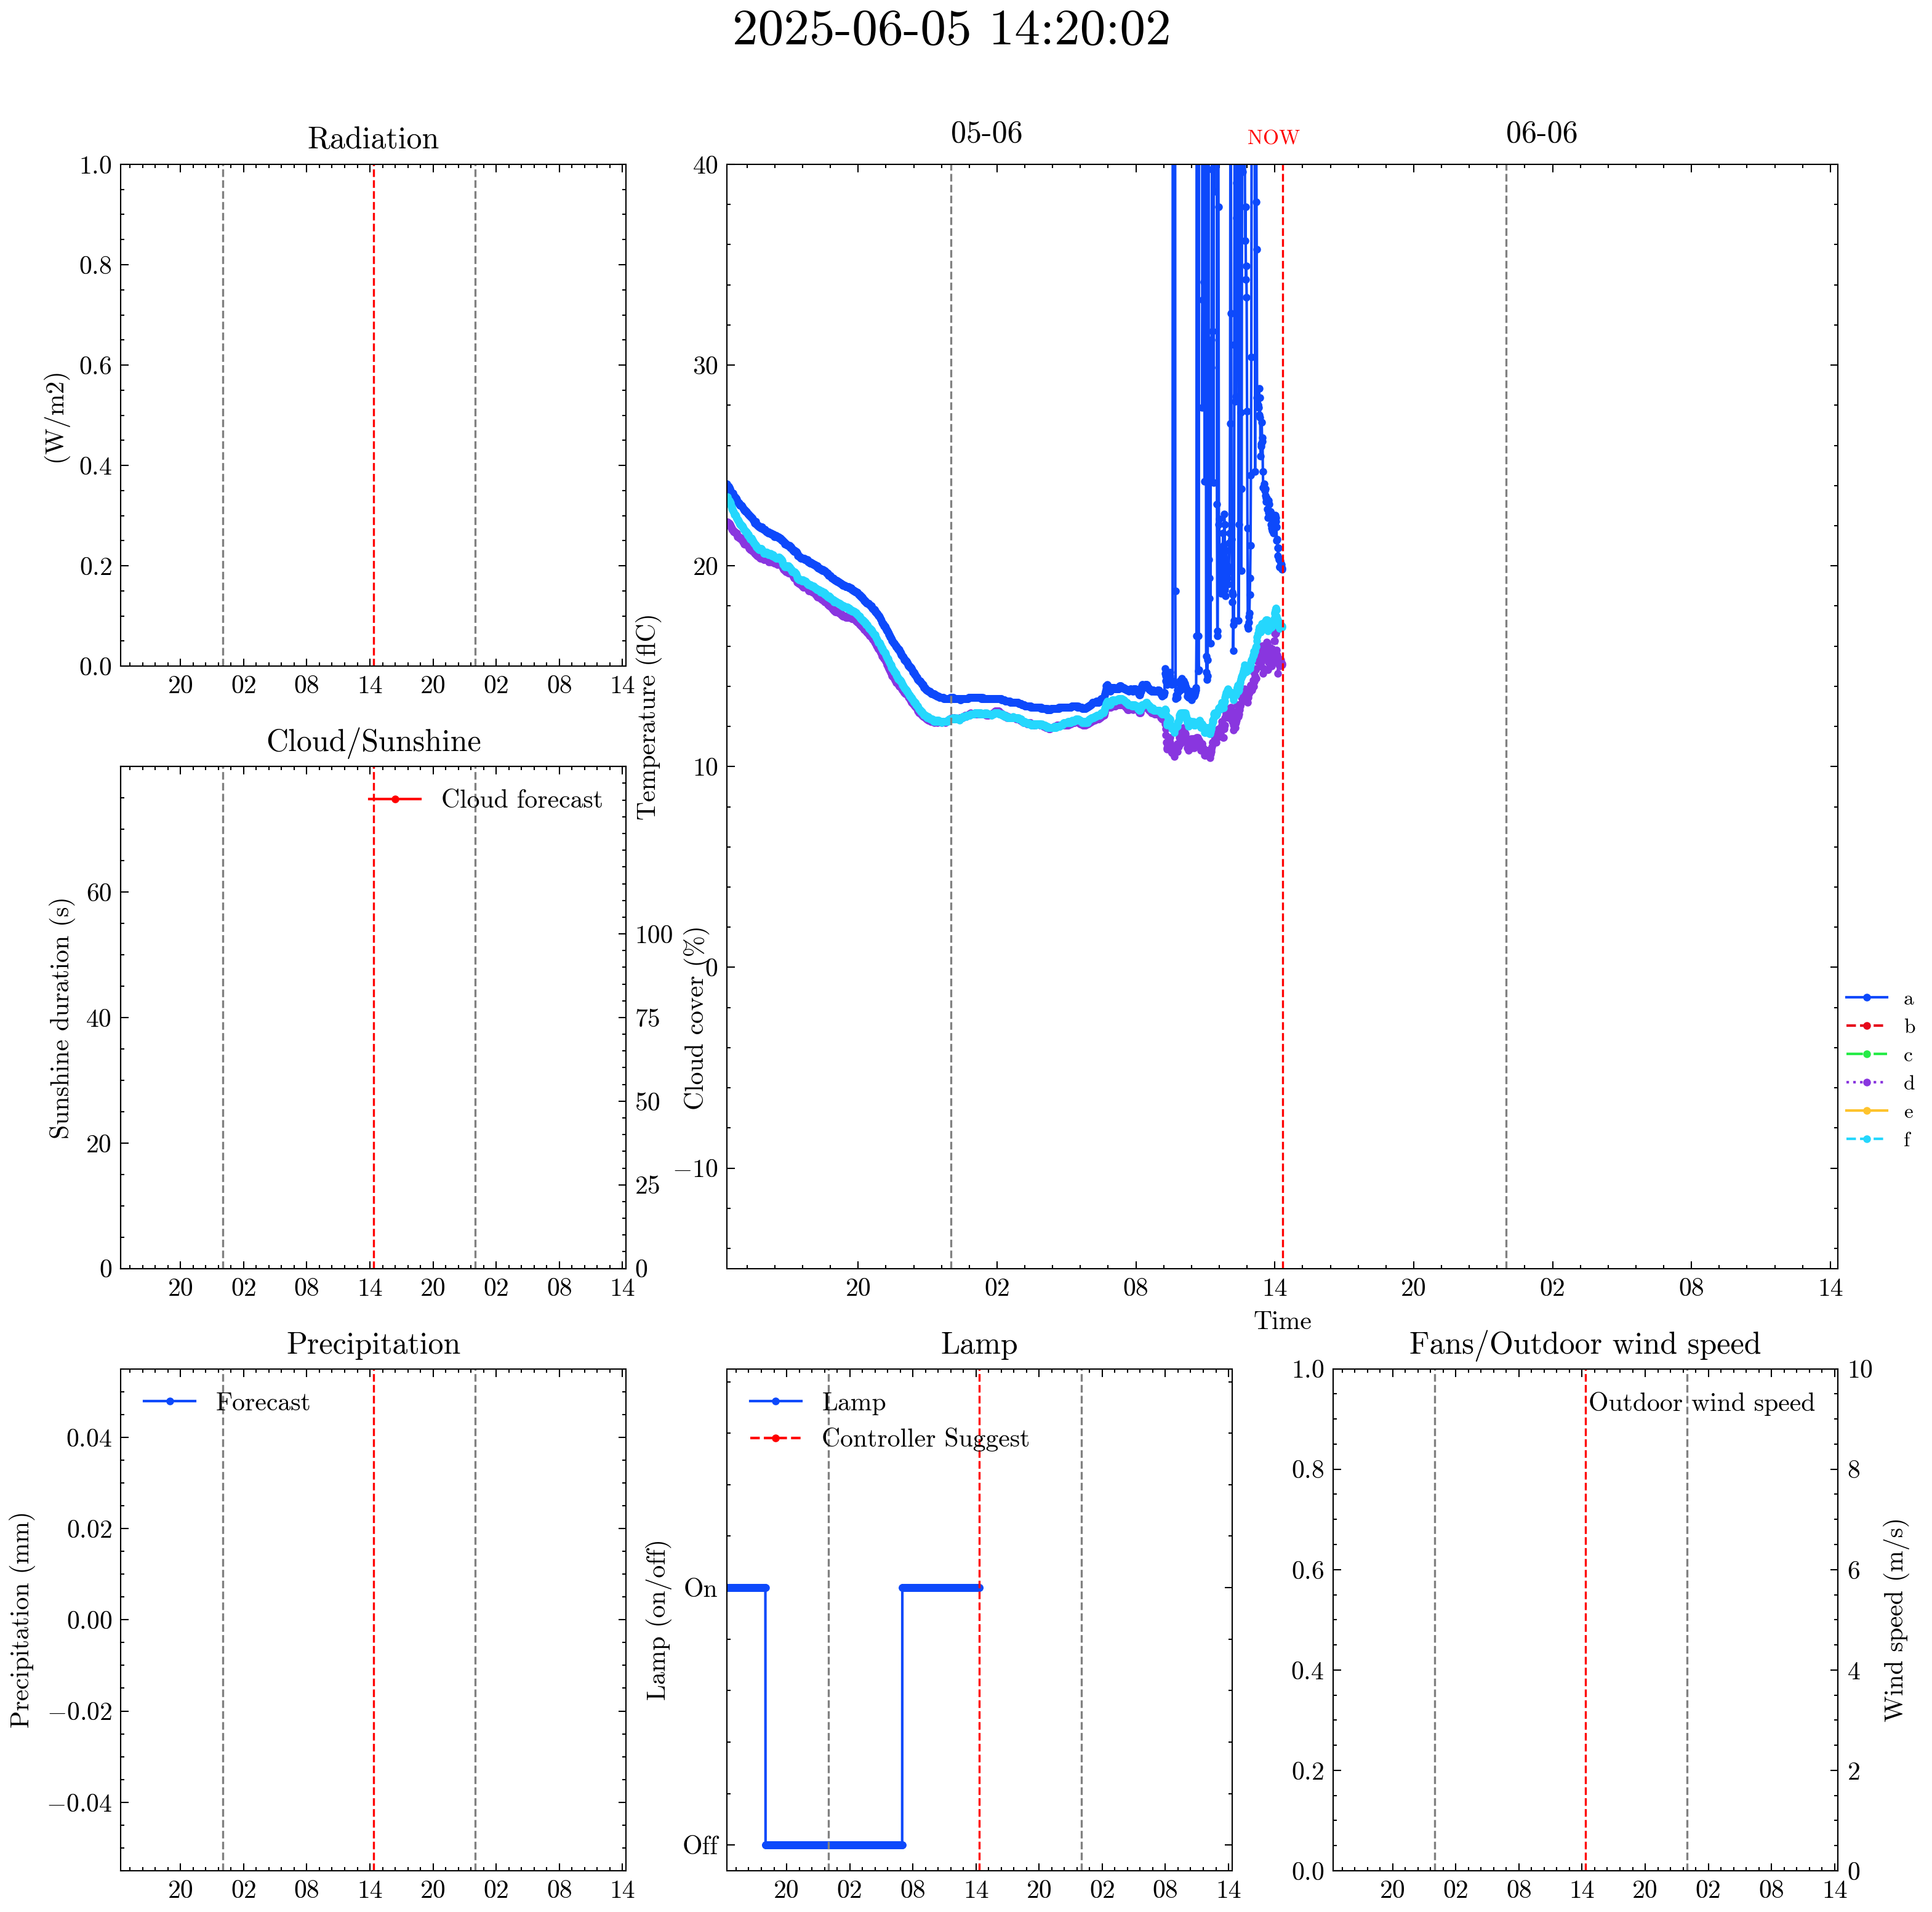 2025-06-05 14:20:02
Radiation
1.0
0.8
0.6
0.4
0.2
0.0
(W/m2)
20 02 08 14 20 02 08 14
05-06
NOW
06-06
40
30
20
10
0
−10
Temperature (flC)
20 02 08 14 20 02 08 14
Time
a
b
c
d
e
f
Cloud/Sunshine
Cloud forecast
60
40
20
0
Sunshine duration (s)
100
75
50
25
0
Cloud cover (%)
20 02 08 14 20 02 08 14
Precipitation
Forecast
0.04
0.02
0.00
−0.02
−0.04
Precipitation (mm)
20 02 08 14 20 02 08 14
Lamp
Lamp
Controller Suggest
On
Off
Lamp (on/off)
20 02 08 14 20 02 08 14
Fans/Outdoor wind speed
Outdoor wind speed
1.0
0.8
0.6
0.4
0.2
0.0
10
8
6
4
2
0
Wind speed (m/s)
20 02 08 14 20 02 08 14